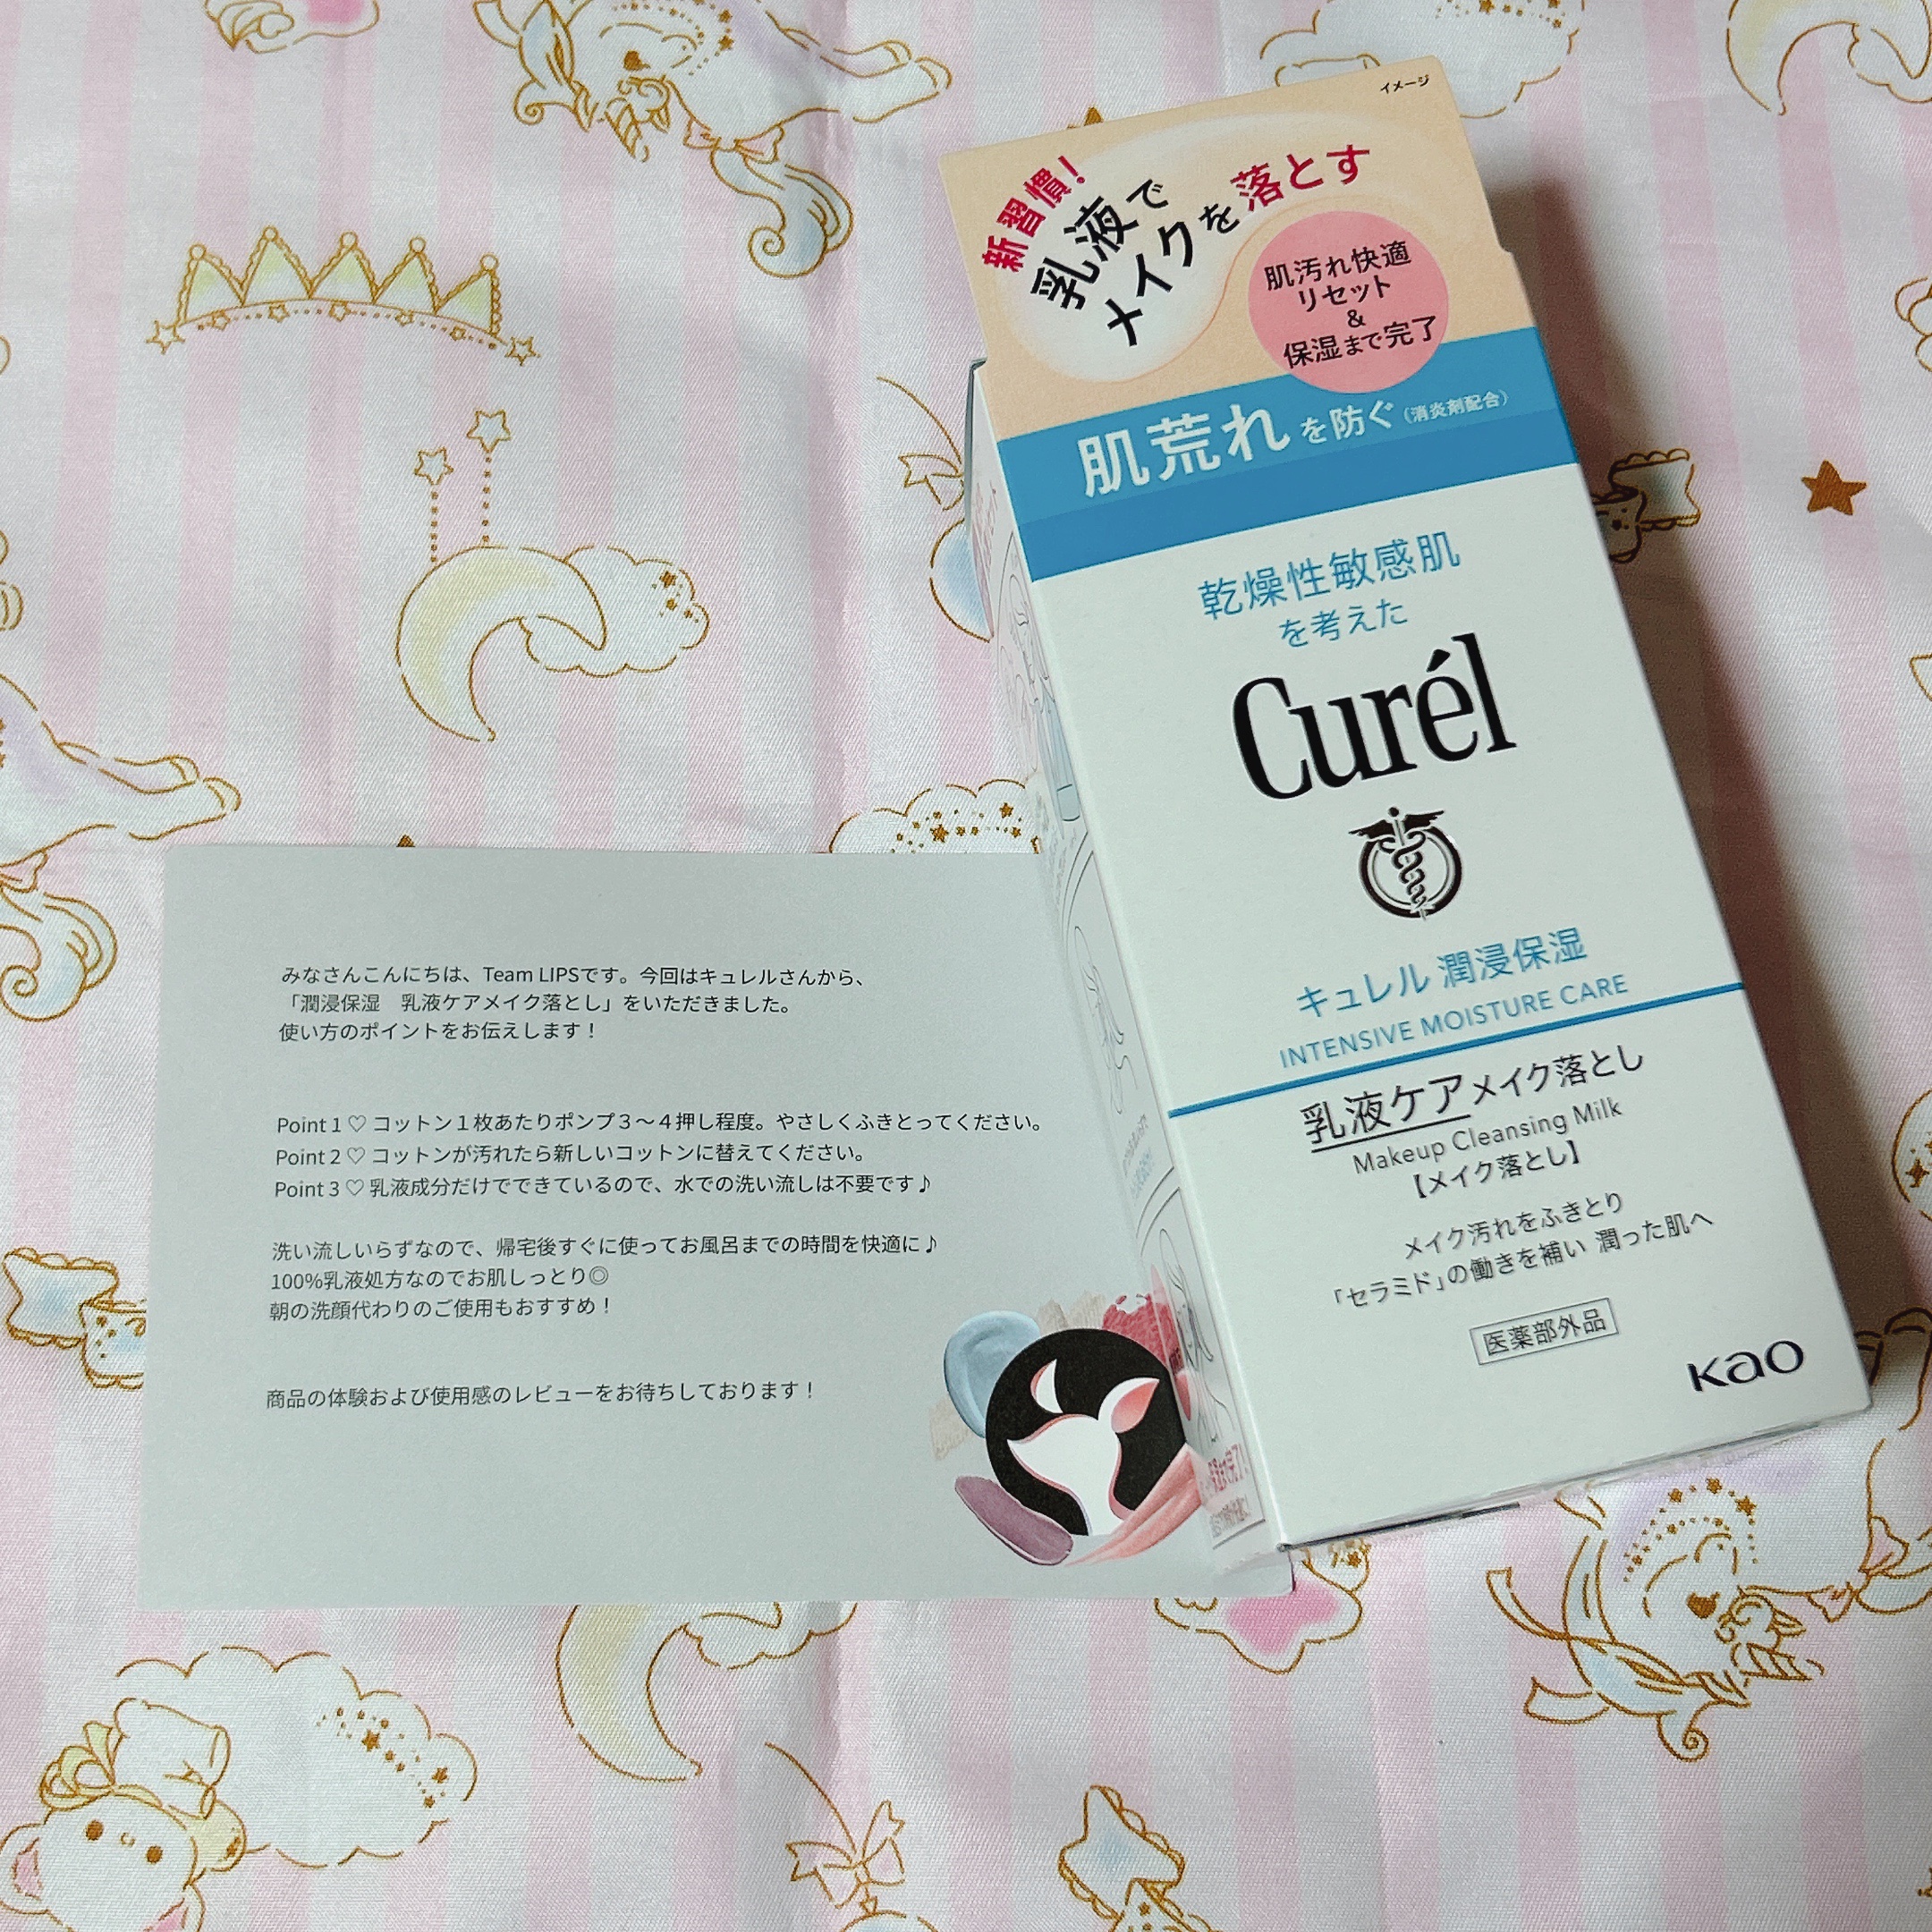 みなさんこんにちは、Team LIPSです。今回はキュレルさんから、
「潤浸保湿　乳液ケアメイク落とし」をいただきました。
使い方のポイントをお伝えします！
Point 1 ♡ コットン１枚あたりポンプ３〜４押し程度。やさしくふきとってください。
Point 2 ♡ コットンが汚れたら新しいコットンに替えてください。
Point 3 ♡ 乳液成分だけでできているので、水での洗い流しは不要です♪
洗い流しいらずなので、帰宅後すぐに使ってお風呂までの時間を快適に♪
100%乳液処方なのでお肌しっとり◎
朝の洗顔代わりのご使用もおすすめ！
商品の体験および使用感のレビューをお待ちしております！
イメージ
新習慣！
乳液で
メイクを落とす
肌汚れ快適
リセット
&
保湿まで完了
肌荒れを防ぐ（消炎剤配合）
乾燥性敏感肌
を考えた
Curél
キュレル 潤浸保湿
INTENSIVE MOISTURE CARE
乳液ケアメイク落とし
Makeup Cleansing Milk
【メイク落とし】
メイク汚れをふきとり
「セラミド」の働きを補い 潤った肌へ
医薬部外品
Kao